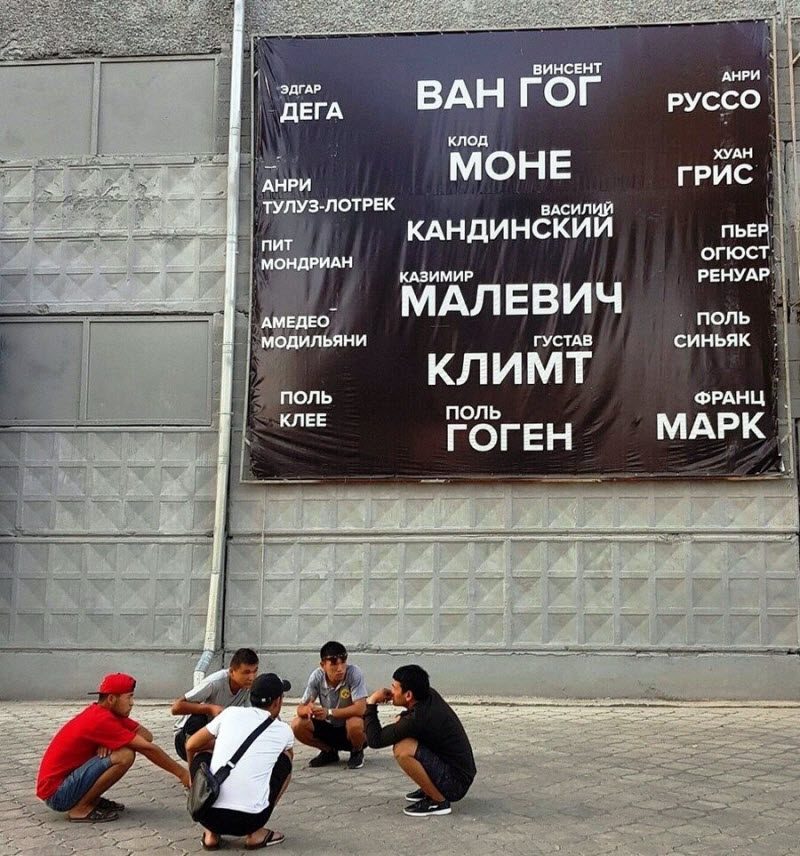 ЭДГАР
ДЕГА
АНРИ
ТУЛУЗ-ЛОТРЕК
ПИТ
МОНДРИАН
АМЕДЕО
МОДИЛЬЯНИ
ПОЛЬ
КЛЕЕ
ВИНСЕНТ
ВАН ГОГ
КЛОД
МОНЕ
ВАСИЛИЙ
КАНДИНСКИЙ
КАЗИМИР
МАЛЕВИЧ
ГУСТАВ
КЛИМТ
ПОЛЬ
ГОГЕН
АНРИ
РУССО
ХУАН
ГРИС
ПЬЕР
ОГЮСТ
РЕНУАР
ПОЛЬ
СИНЬЯК
ФРАНЦ
МАРК